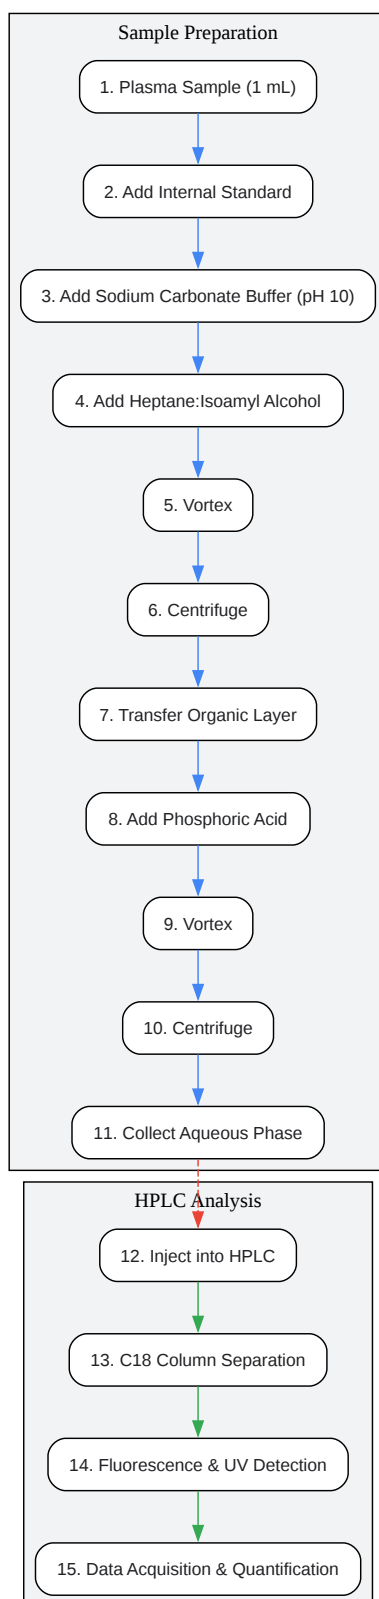 Sample Preparation
1. Plasma Sample (1 mL)
2. Add Internal Standard
3. Add Sodium Carbonate Buffer (pH 10)
4. Add Heptane:Isoamyl Alcohol
5. Vortex
6. Centrifuge
7. Transfer Organic Layer
8. Add Phosphoric Acid
9. Vortex
10. Centrifuge
11. Collect Aqueous Phase
HPLC Analysis
12. Inject into HPLC
13. C18 Column Separation
14. Fluorescence & UV Detection
15. Data Acquisition & Quantification